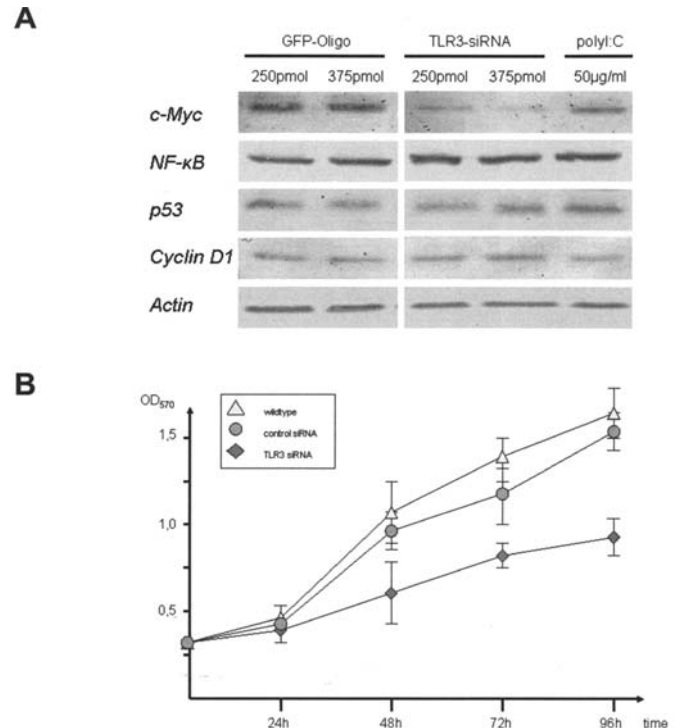 A
GFP-Oligo TLR3-siRNA polyI:C
250pmol 375pmol 250pmol 375pmol 50µg/ml
c-Myc
NF-κB
p53
Cyclin D1
Actin
B
OD570
wildtype
control siRNA
TLR3 siRNA
1,5
1,0
0,5
24h 48h 72h 96h time